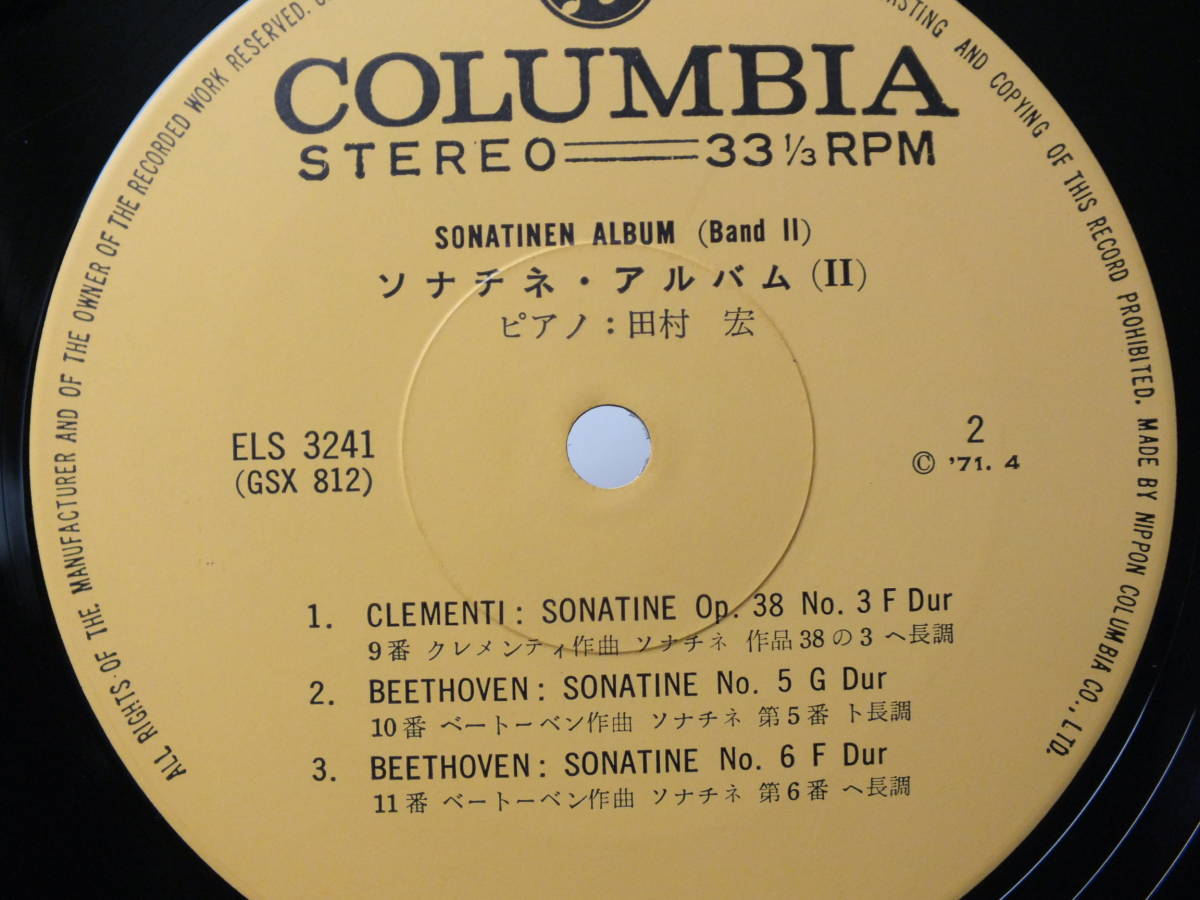 ALL RIGHTS OF THE MANUFACTURER AND OF THE OWNER OF THE RECORDED WORK RESERVED.
AND COPYING OF THIS RECORD PROHIBITED. MADE BY NIPPON COLUMBIA CO., LTD.
COLUMBIA
STEREO 33 1/3 RPM
SONATINEN ALBUM (Band II)
ソナチネ・アルバム (II)
ピアノ：田村 宏
ELS 3241
(GSX 812)
2
© '71. 4
1. CLEMENTI: SONATINE Op. 38 No. 3 F Dur
9番 クレメンティ作曲 ソナチネ 作品38の3 ヘ長調
2. BEETHOVEN: SONATINE No. 5 G Dur
10番 ベートーベン作曲 ソナチネ 第5番 ト長調
3. BEETHOVEN: SONATINE No. 6 F Dur
11番 ベートーベン作曲 ソナチネ 第6番 ヘ長調